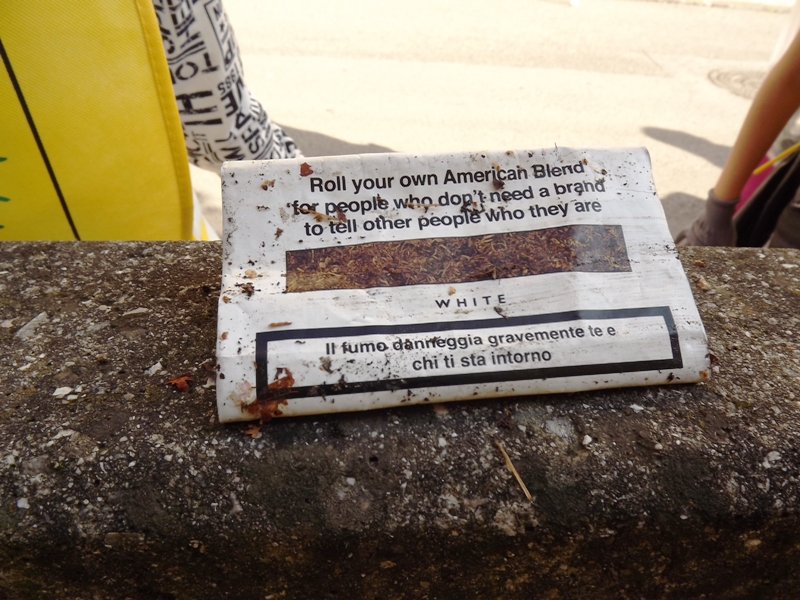 Roll your own American Blend
for people who don't need a brand
to tell other people who they are
WHITE
Il fumo danneggia gravemente te e
chi ti sta intorno